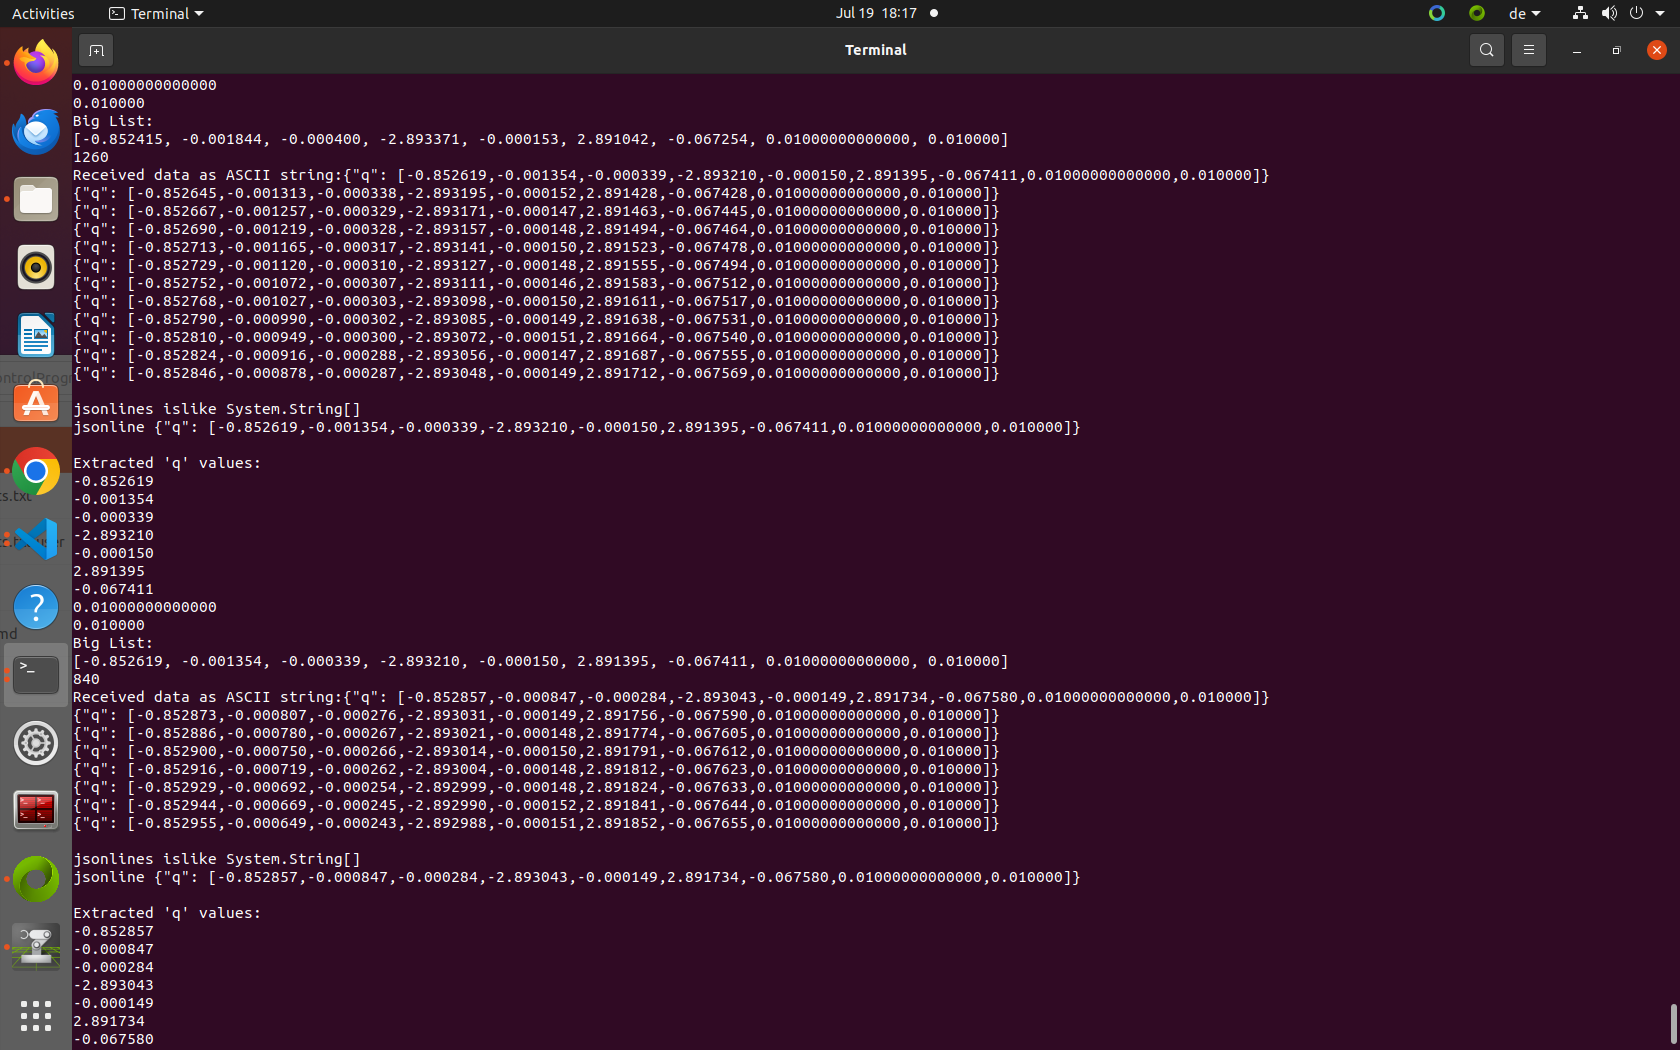 Activities
Terminal
Jul 19 18:17
de
Terminal
0.01000000000000
0.010000
Big List:
[-0.852415, -0.001844, -0.000400, -2.893371, -0.000153, 2.891042, -0.067254, 0.01000000000000, 0.010000]
1260
Received data as ASCII string:{"q": [-0.852619,-0.001354,-0.000339,-2.893210,-0.000150,2.891395,-0.067411,0.01000000000000,0.010000]}
{"q": [-0.852645,-0.001313,-0.000338,-2.893195,-0.000152,2.891428,-0.067428,0.01000000000000,0.010000]}
{"q": [-0.852667,-0.001257,-0.000329,-2.893171,-0.000147,2.891463,-0.067445,0.01000000000000,0.010000]}
{"q": [-0.852690,-0.001219,-0.000328,-2.893157,-0.000148,2.891494,-0.067464,0.01000000000000,0.010000]}
{"q": [-0.852713,-0.001165,-0.000317,-2.893141,-0.000150,2.891523,-0.067478,0.01000000000000,0.010000]}
{"q": [-0.852729,-0.001120,-0.000310,-2.893127,-0.000148,2.891555,-0.067494,0.01000000000000,0.010000]}
{"q": [-0.852752,-0.001072,-0.000307,-2.893111,-0.000146,2.891583,-0.067512,0.01000000000000,0.010000]}
{"q": [-0.852768,-0.001027,-0.000303,-2.893098,-0.000150,2.891611,-0.067517,0.01000000000000,0.010000]}
{"q": [-0.852790,-0.000990,-0.000302,-2.893085,-0.000149,2.891638,-0.067531,0.01000000000000,0.010000]}
{"q": [-0.852810,-0.000949,-0.000300,-2.893072,-0.000151,2.891664,-0.067540,0.01000000000000,0.010000]}
{"q": [-0.852824,-0.000916,-0.000288,-2.893056,-0.000147,2.891687,-0.067555,0.01000000000000,0.010000]}
{"q": [-0.852846,-0.000878,-0.000287,-2.893048,-0.000149,2.891712,-0.067569,0.01000000000000,0.010000]}
jsonlines islike System.String[]
jsonline {"q": [-0.852619,-0.001354,-0.000339,-2.893210,-0.000150,2.891395,-0.067411,0.01000000000000,0.010000]}
Extracted 'q' values:
-0.852619
-0.001354
-0.000339
-2.893210
-0.000150
2.891395
-0.067411
0.01000000000000
0.010000
Big List:
[-0.852619, -0.001354, -0.000339, -2.893210, -0.000150, 2.891395, -0.067411, 0.01000000000000, 0.010000]
840
Received data as ASCII string:{"q": [-0.852857,-0.000847,-0.000284,-2.893043,-0.000149,2.891734,-0.067580,0.01000000000000,0.010000]}
{"q": [-0.852873,-0.000807,-0.000276,-2.893031,-0.000149,2.891756,-0.067590,0.01000000000000,0.010000]}
{"q": [-0.852886,-0.000780,-0.000267,-2.893021,-0.000148,2.891774,-0.067605,0.01000000000000,0.010000]}
{"q": [-0.852900,-0.000750,-0.000266,-2.893014,-0.000150,2.891791,-0.067612,0.01000000000000,0.010000]}
{"q": [-0.852916,-0.000719,-0.000262,-2.893004,-0.000148,2.891812,-0.067623,0.01000000000000,0.010000]}
{"q": [-0.852929,-0.000692,-0.000254,-2.892999,-0.000148,2.891824,-0.067633,0.01000000000000,0.010000]}
{"q": [-0.852944,-0.000669,-0.000245,-2.892990,-0.000152,2.891841,-0.067644,0.01000000000000,0.010000]}
{"q": [-0.852955,-0.000649,-0.000243,-2.892988,-0.000151,2.891852,-0.067655,0.01000000000000,0.010000]}
jsonlines islike System.String[]
jsonline {"q": [-0.852857,-0.000847,-0.000284,-2.893043,-0.000149,2.891734,-0.067580,0.01000000000000,0.010000]}
Extracted 'q' values:
-0.852857
-0.000847
-0.000284
-2.893043
-0.000149
2.891734
-0.067580